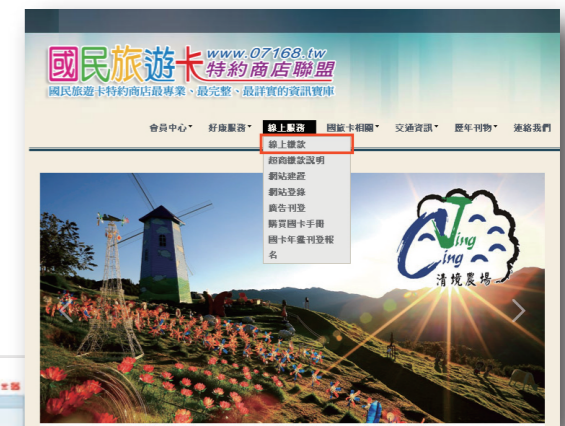 國民旅遊卡 www.07168.tw
特約商店聯盟
國民旅遊卡特約商店最專業、最完整、最詳實的資訊寶庫
會員中心 好康服務 線上服務 國旅卡相關 交通資訊 歷年刊物 連絡我們
線上繳款
超商繳款說明
網站建置
網站登錄
廣告刊登
購買國卡手冊
國卡年鑑刊登報
名
Jing
Cing
清境農場